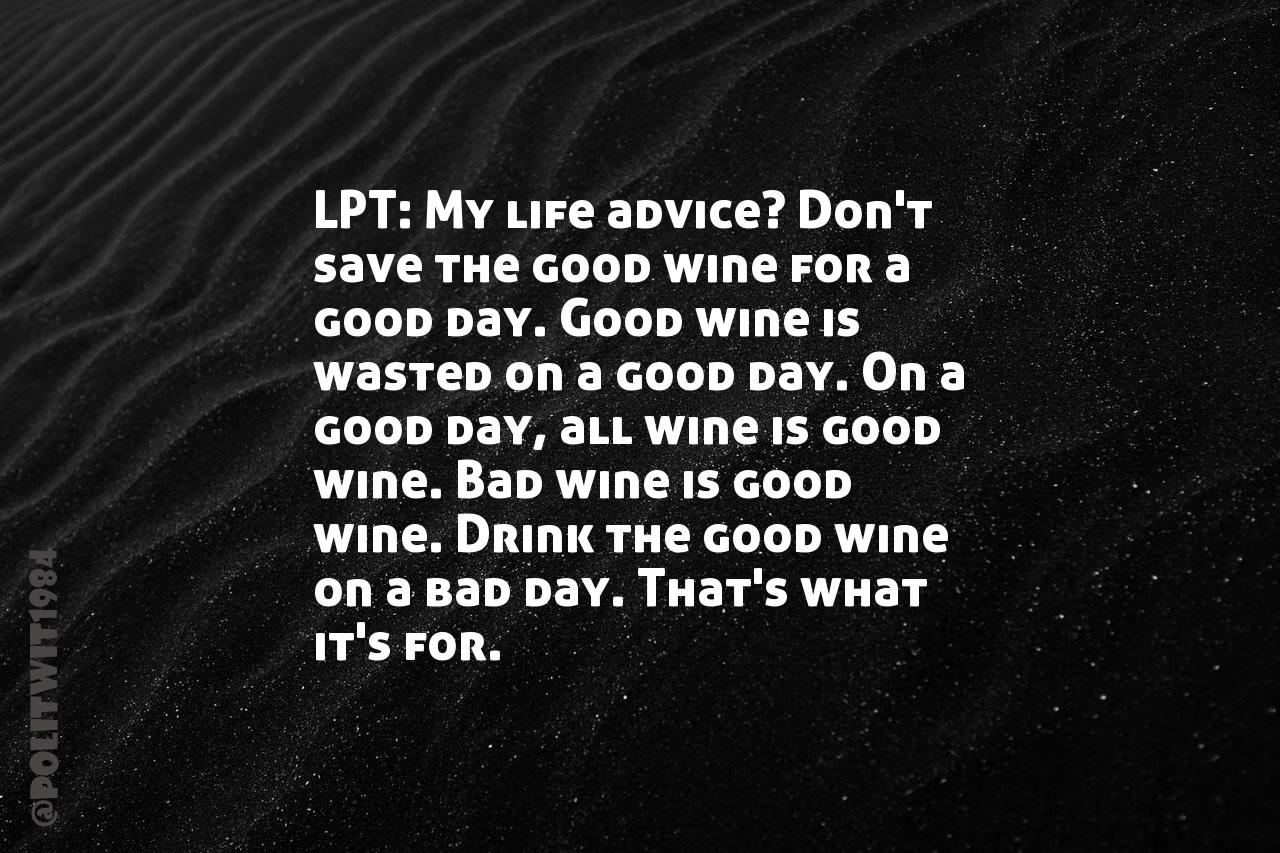 LPT: My life advice? Don't
save the good wine for a
good day. Good wine is
wasted on a good day. On a
good day, all wine is good
wine. Bad wine is good
wine. Drink the good wine
on a bad day. That's what
it's for.
@POLITWIT1984